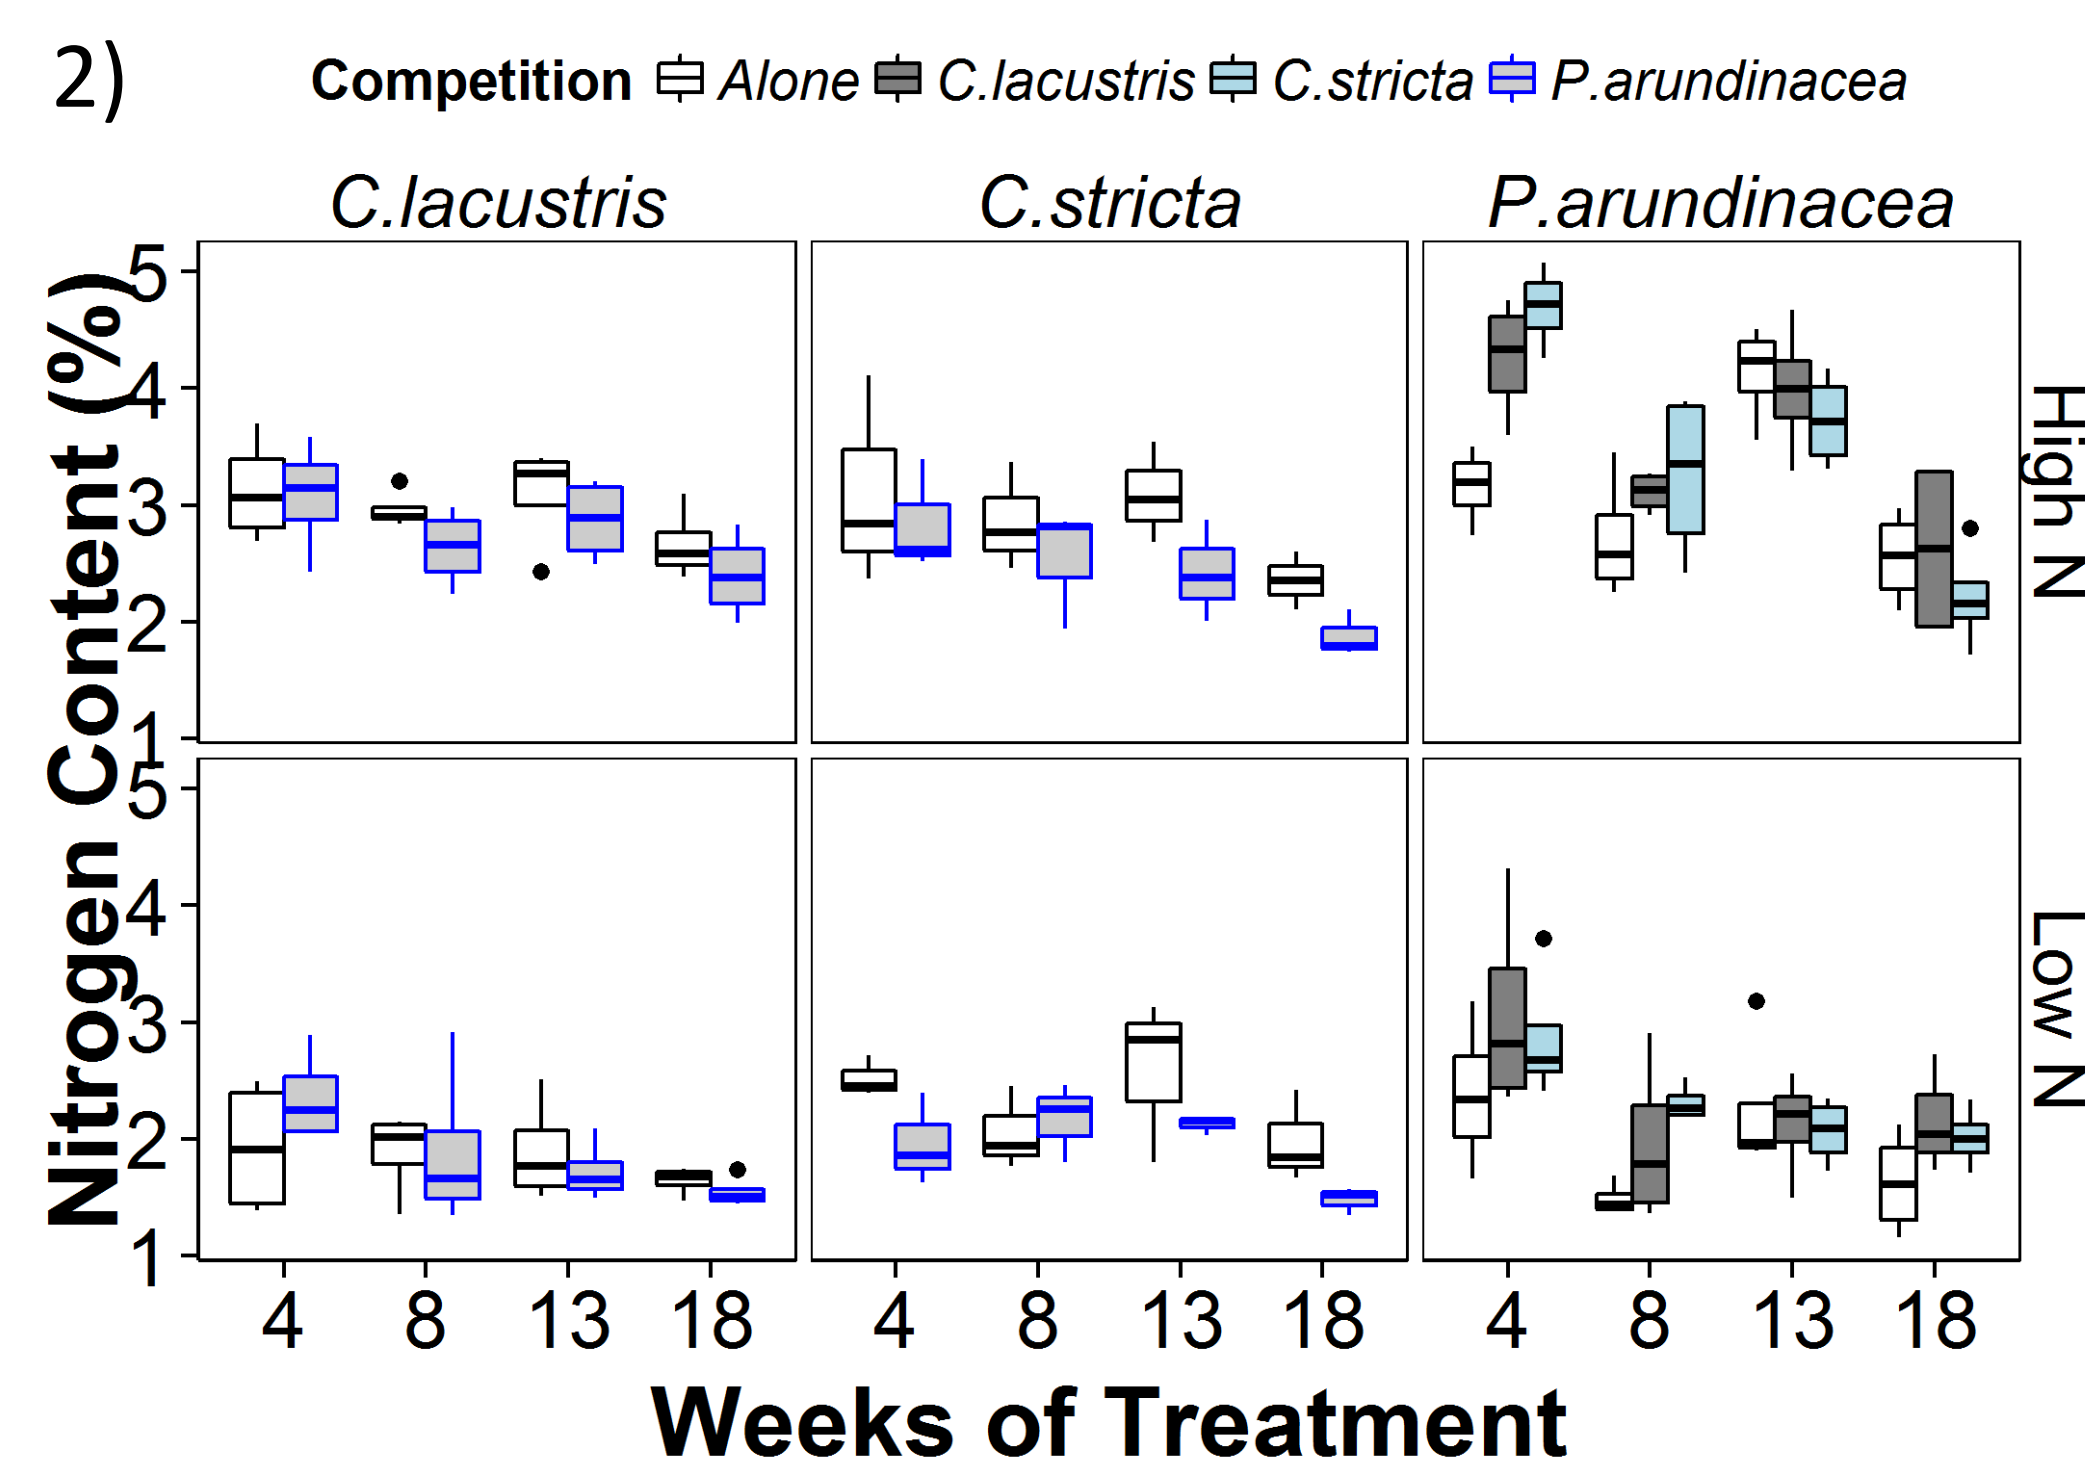 2)
Competition Alone C.lacustris C.stricta P.arundinacea
C.lacustris C.stricta P.arundinacea
Nitrogen Content (%)
5
4
3
2
1
High N
5
4
3
2
1
Low N
4 8 13 18 4 8 13 18 4 8 13 18
Weeks of Treatment